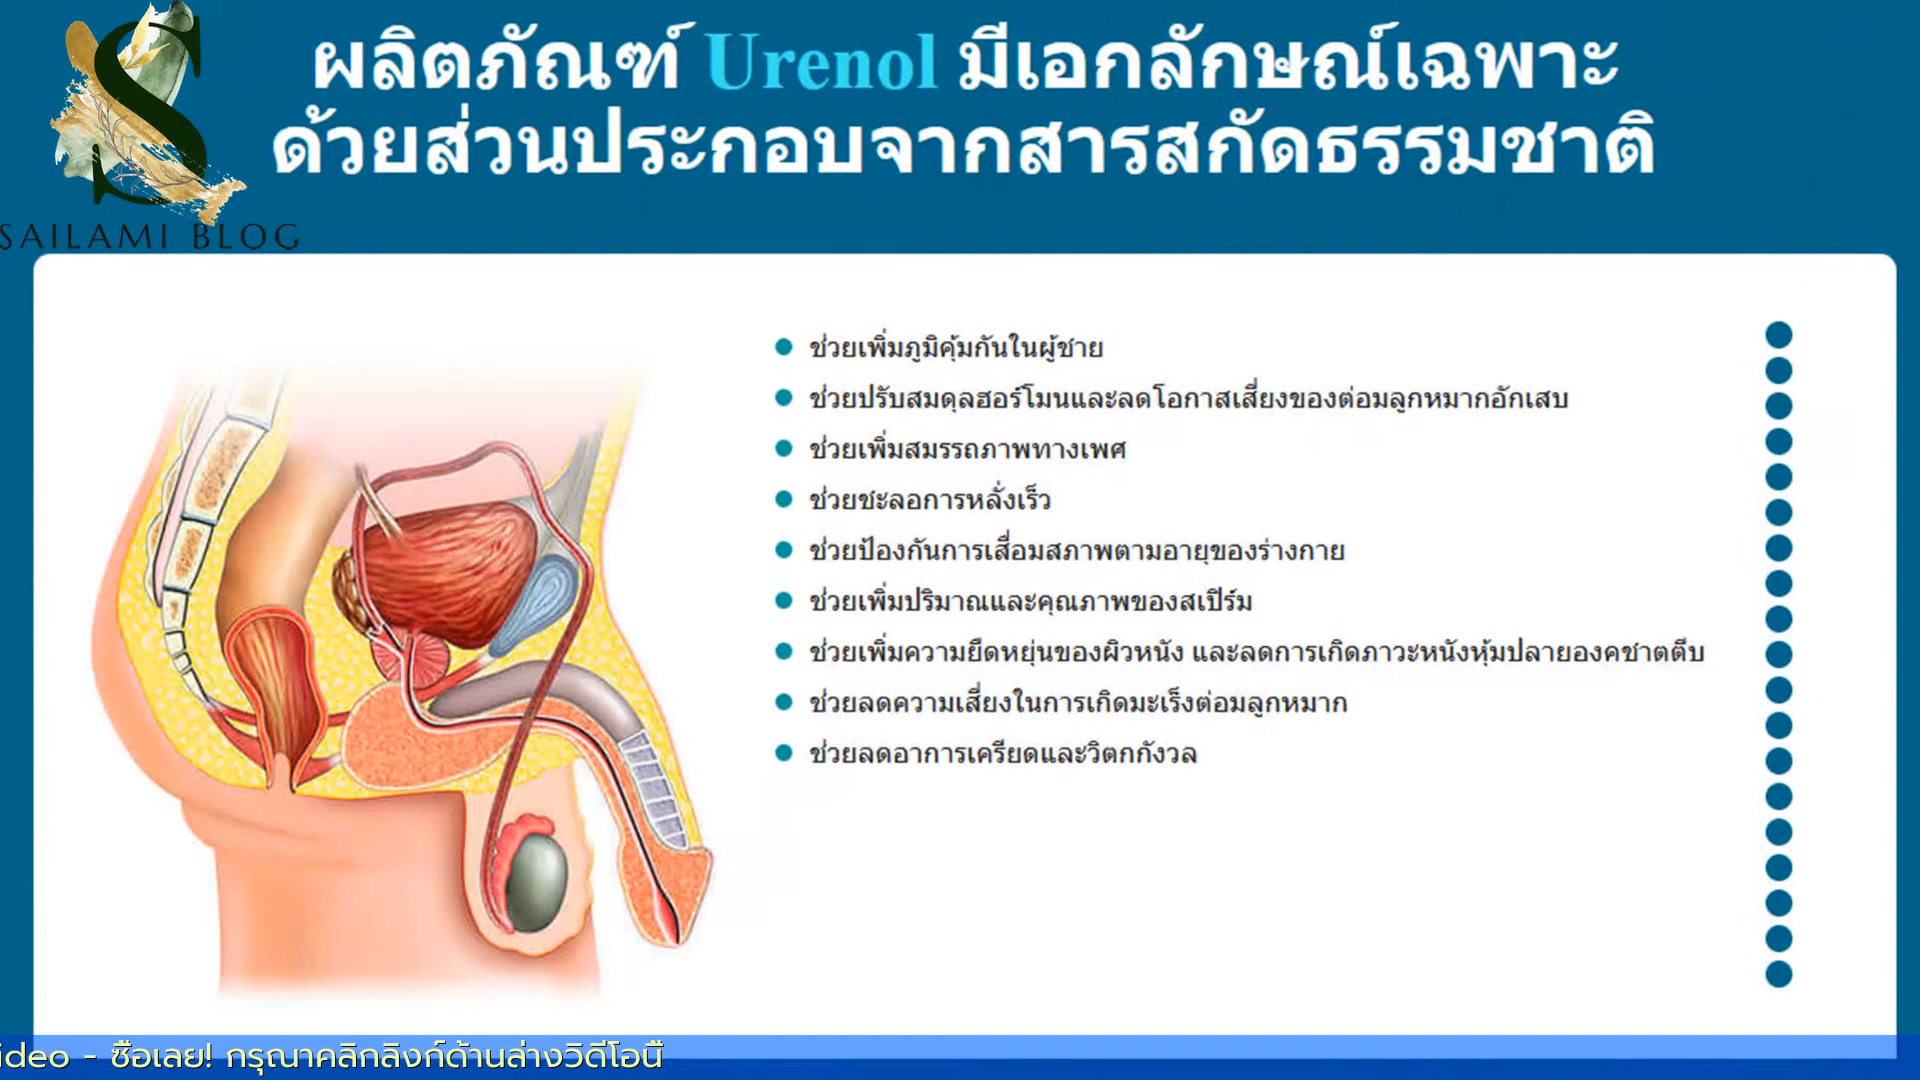 ผลิตภัณฑ์ Urenol มีเอกลักษณ์เฉพาะ
ด้วยส่วนประกอบจากสารสกัดธรรมชาติ
S
SAILAMI BLOG
ช่วยเพิ่มภูมิคุ้มกันในผู้ชาย
ช่วยปรับสมดุลฮอร์โมนและลดโอกาสเสี่ยงของต่อมลูกหมากอักเสบ
ช่วยเพิ่มสมรรถภาพทางเพศ
ช่วยชะลอการหลั่งเร็ว
ช่วยป้องกันการเสื่อมสภาพตามอายุของร่างกาย
ช่วยเพิ่มปริมาณและคุณภาพของสเปิร์ม
ช่วยเพิ่มความยืดหยุ่นของผิวหนัง และลดการเกิดภาวะหนังหุ้มปลายองคชาตตีบ
ช่วยลดความเสี่ยงในการเกิดมะเร็งต่อมลูกหมาก
ช่วยลดอาการเครียดและวิตกกังวล
ideo - ซื้อเลย! กรุณาคลิกลิงก์ด้านล่างวิดีโอนี้